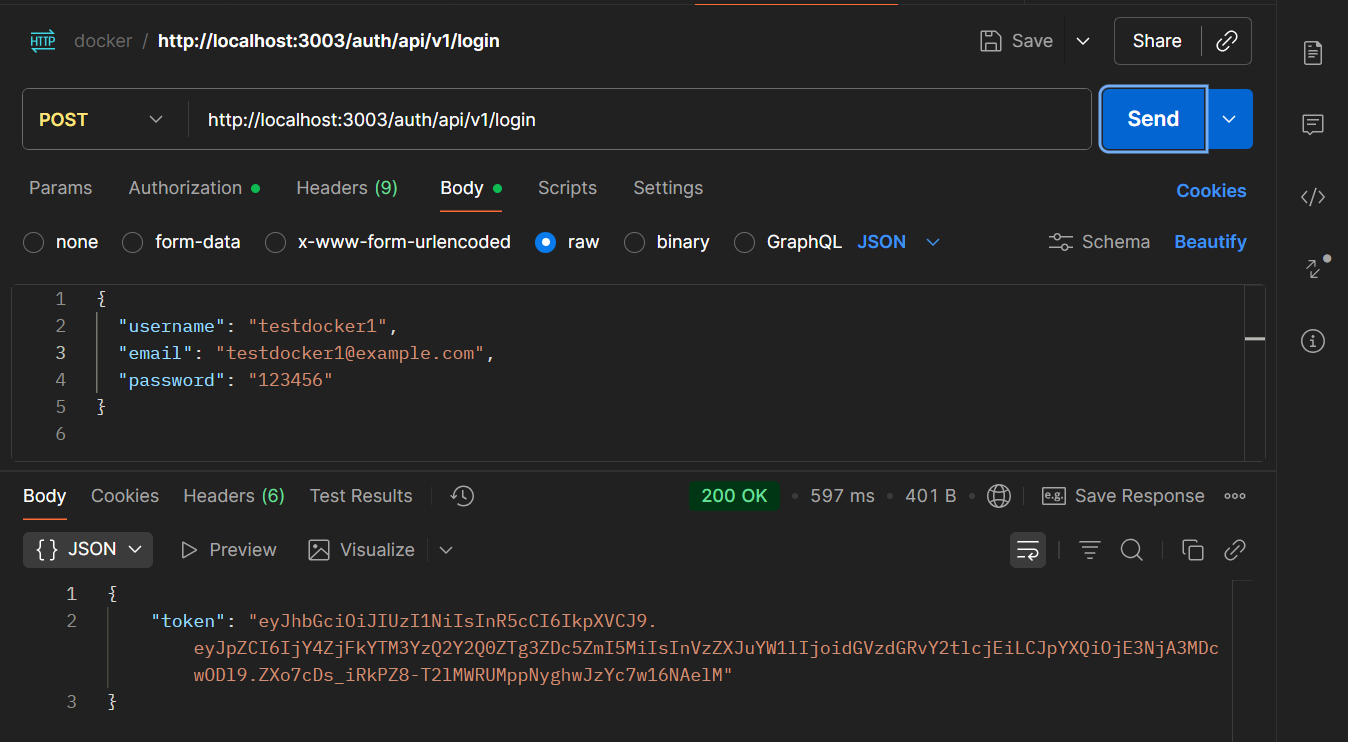 HTTP docker / http://localhost:3003/auth/api/v1/login Save Share
POST http://localhost:3003/auth/api/v1/login Send
Params Authorization Headers (9) Body Scripts Settings Cookies
none form-data x-www-form-urlencoded raw binary GraphQL JSON Schema Beautify
1 {
2 "username": "testdocker1",
3 "email": "testdocker1@example.com",
4 "password": "123456"
5 }
6
Body Cookies Headers (6) Test Results 200 OK 597 ms 401 B e.g. Save Response
{} JSON Preview Visualize
1 {
2 "token": "eyJhbGciOiJIUzI1NiIsInR5cCI6IkpXVCJ9.
eyJpZCI6IjY4ZjFkYTM3YzQ2Y2Q0ZTg3ZDc5ZmI5MiIsInVzZXJuYW1lIjoidGVzdGRvY2tlcjEiLCJpYXQiOjE3NjA3MDc
wODl9.ZXo7cDs_iRkPZ8-T2lMWRUMppNyghwJzYc7w16NAelM"
3 }